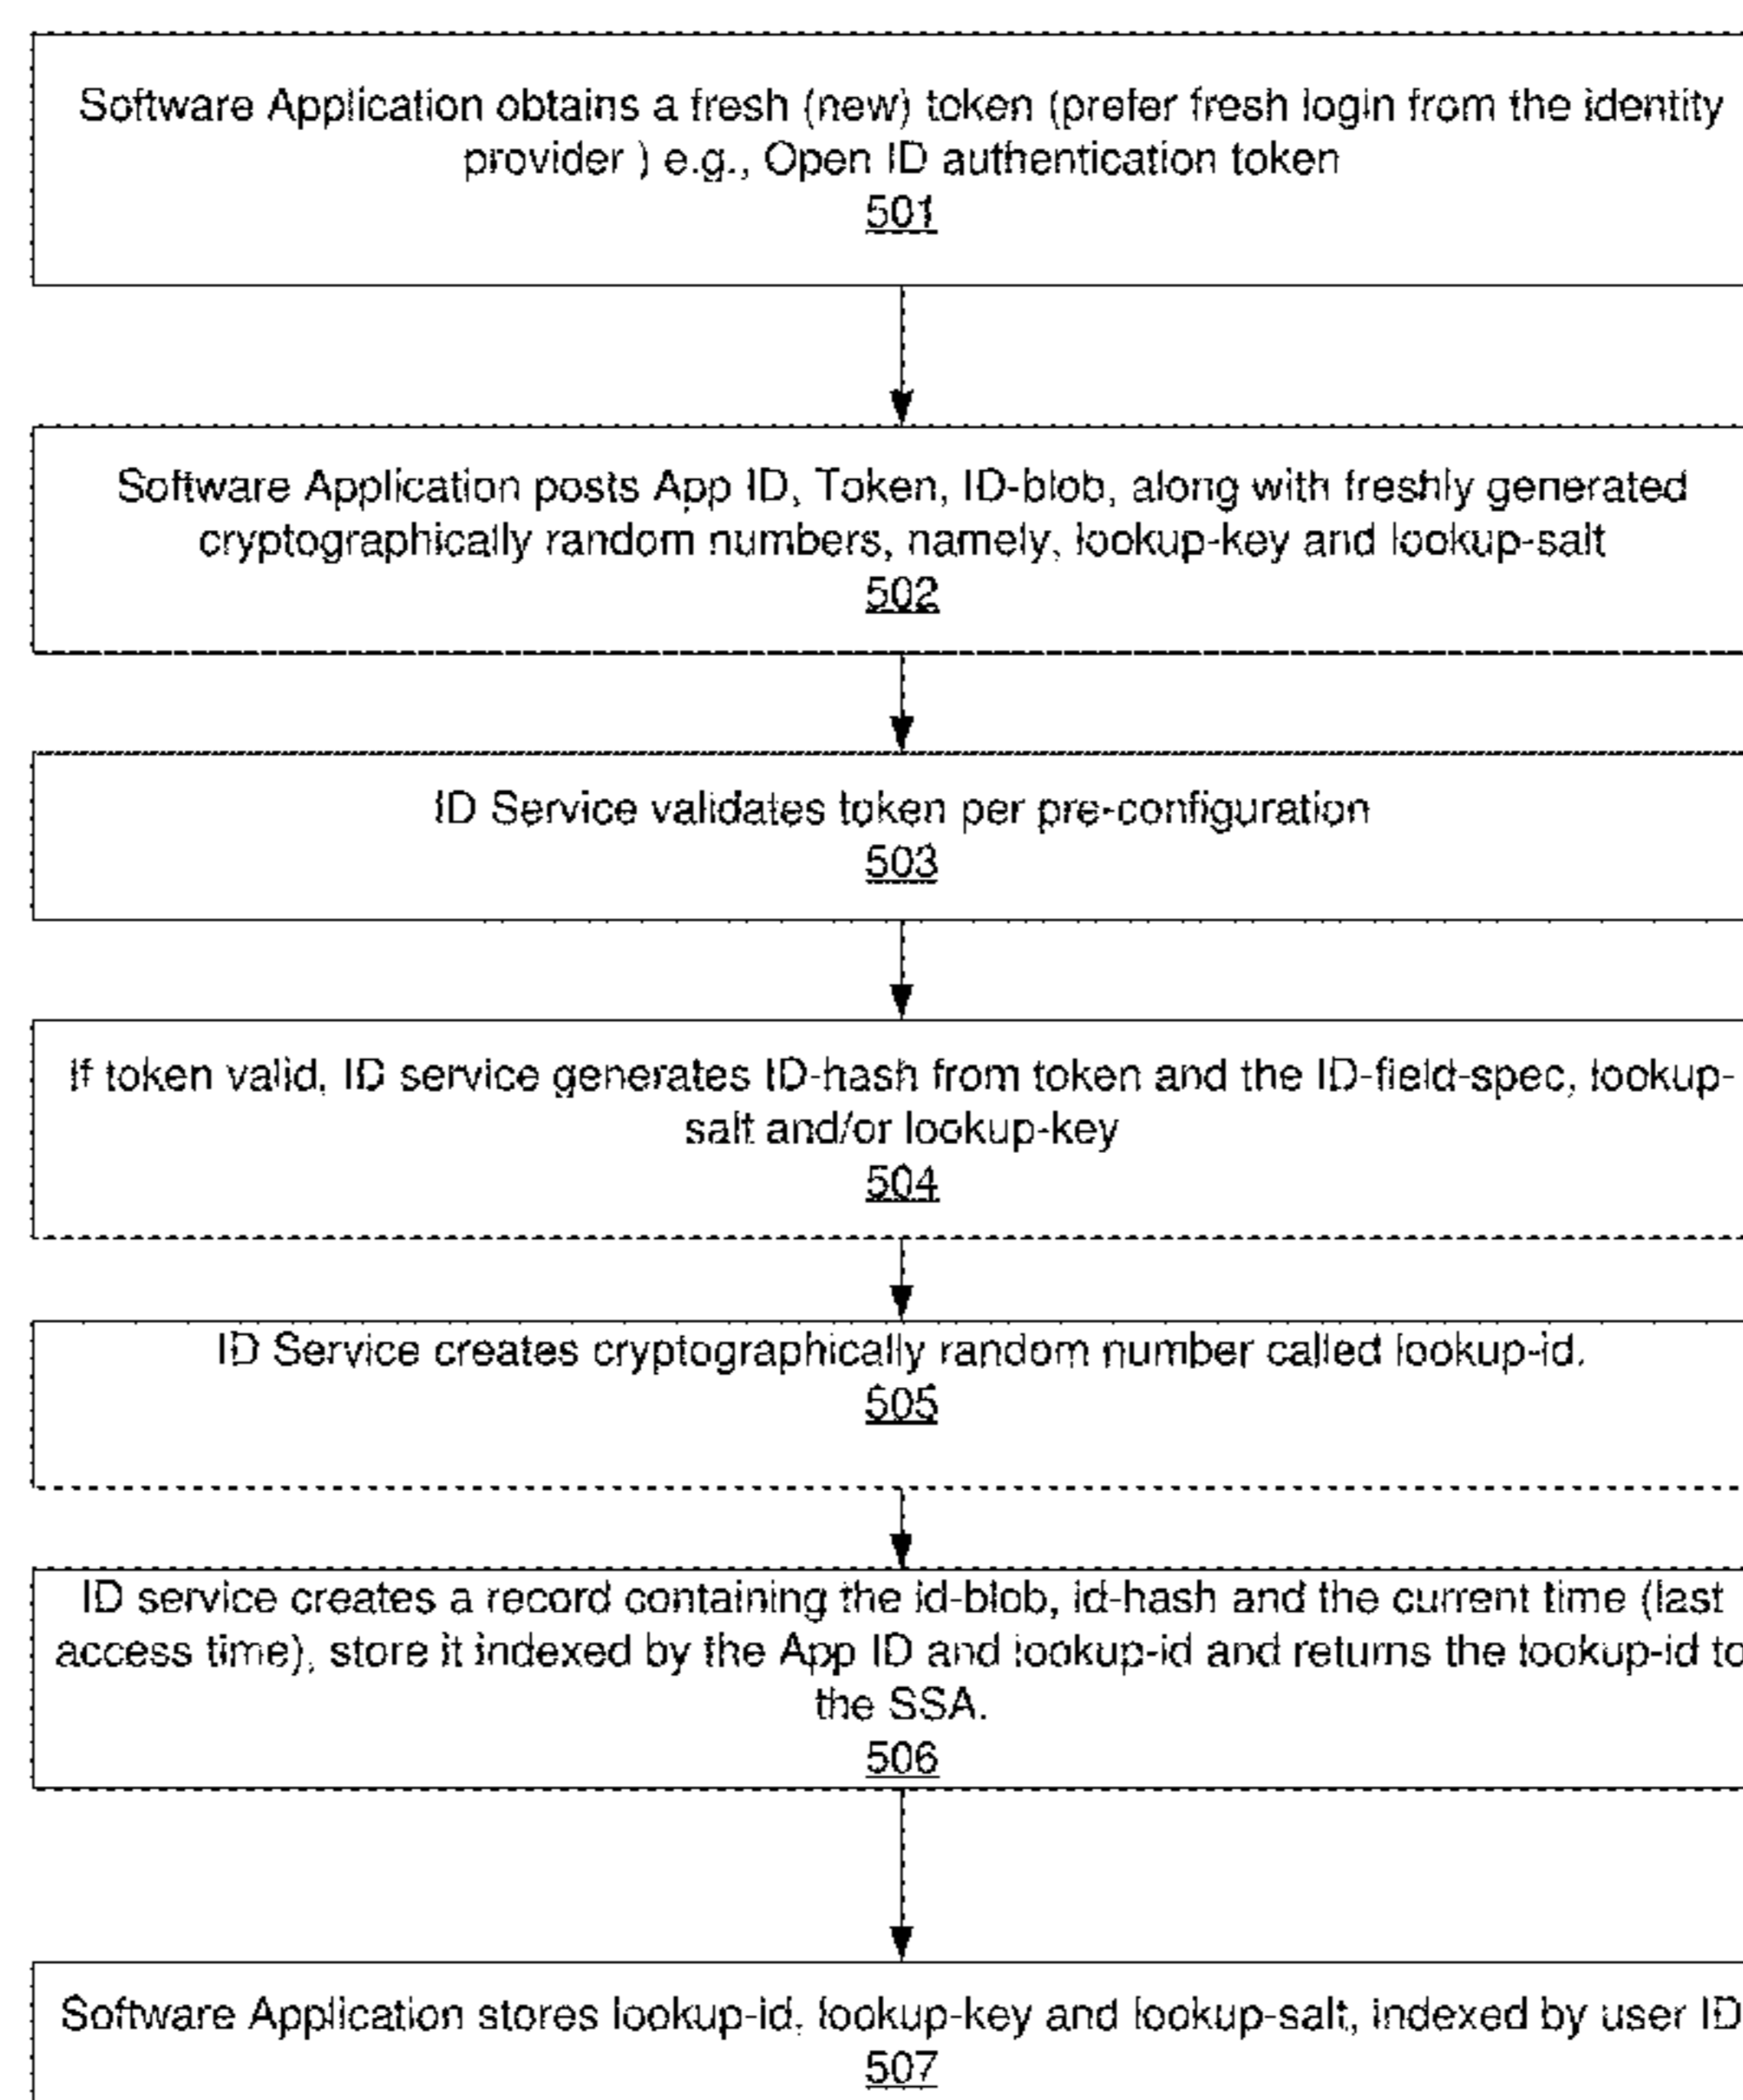 Software Application obtains a fresh (new) token (prefer fresh login from the identity
provider ) e.g., Open ID authentication token
501
Software Application posts App ID, Token, ID-blob, along with freshly generated
cryptographically random numbers, namely, lookup-key and lookup-salt
502
ID Service validates token per pre-configuration
503
If token valid, ID service generates ID-hash from token and the ID-field-spec, lookup-
salt and/or lookup-key
504
ID Service creates cryptographically random number called lookup-id.
505
ID service creates a record containing the id-blob, id-hash and the current time (last
access time), store it indexed by the App ID and lookup-id and returns the lookup-id to
the SSA.
506
Software Application stores lookup-id, lookup-key and lookup-salt, indexed by user ID
507